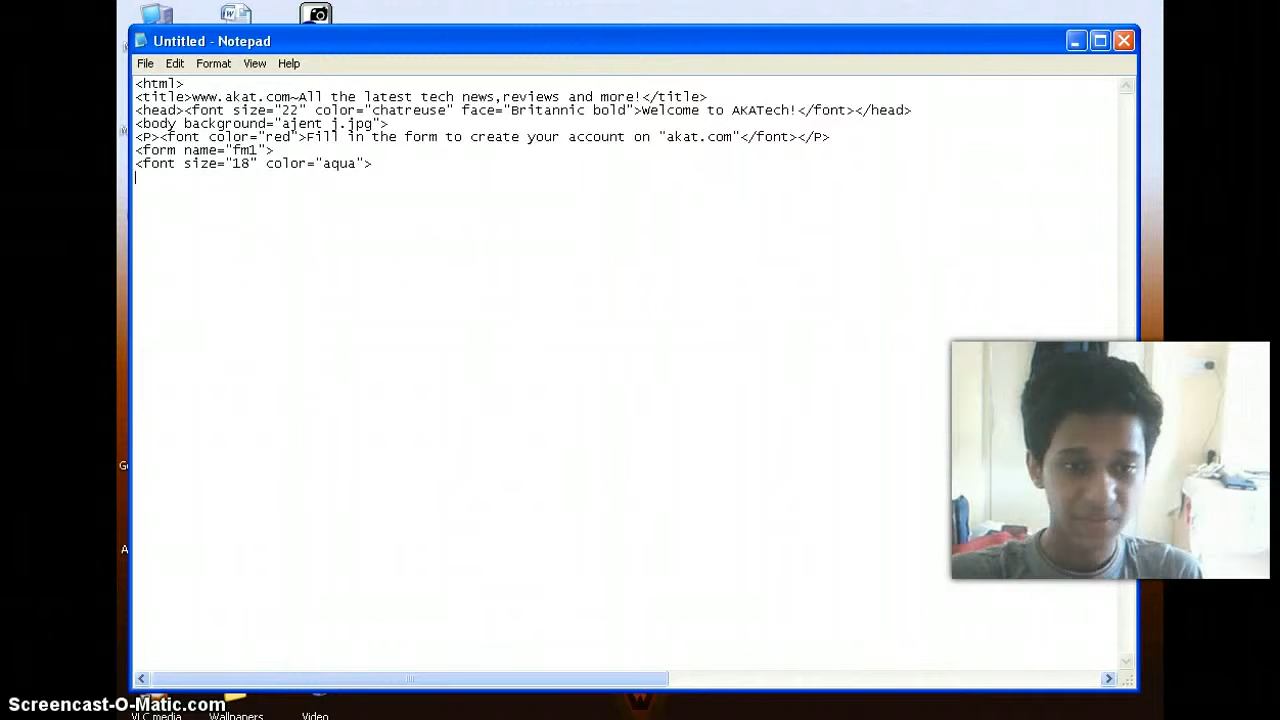 Untitled - Notepad
File Edit Format View Help
<html>
<title>www.akat.com~All the latest tech news,reviews and more!</title>
<head><font size="22" color="chatreuse" face="Britannic bold">Welcome to AKATech!</font></head>
<body background="ajent j.jpg">
<P><font color="red">Fill in the form to create your account on "akat.com"</font></P>
<form name="fm1">
<font size="18" color="aqua">
Screencast-O-Matic.com
VLC media Wallpapers Video